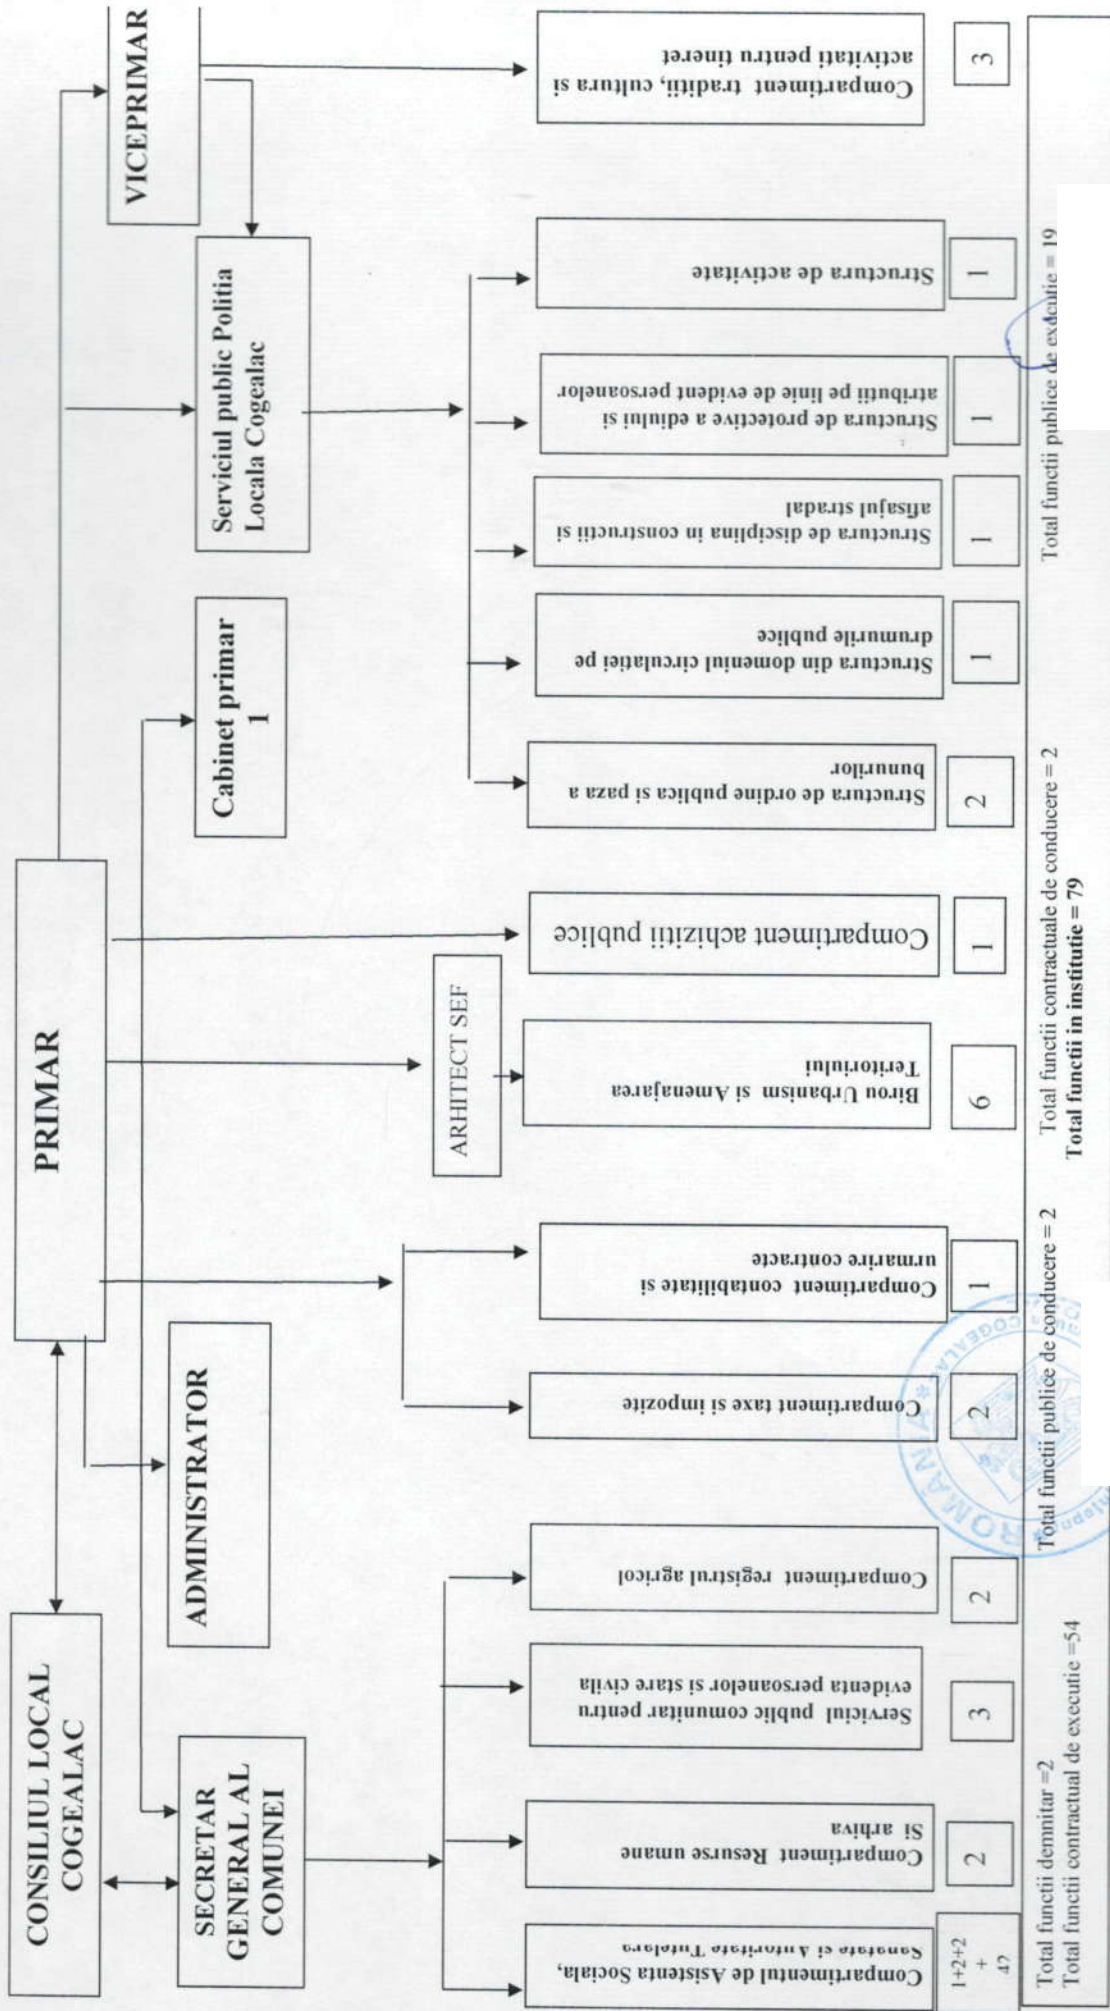 CONSILIUL LOCAL
COGEALAC
PRIMAR
VICEPRIMAR
SECRETAR
GENERAL AL
COMUNEI
ADMINISTRATOR
Cabinet primar
1
Serviciul public Politia
Locala Cogealac
ARHITECT SEF
Compartimentul de Asistenta Sociala,
Sanatate si Autoritate Tutelara
1+2+2
+
42
Compartiment Resurse umane
Si arhiva
2
Serviciul public comunitar pentru
evidenta persoanelor si stare civila
3
Compartiment registrul agricol
2
Compartiment taxe si impozite
2
Compartiment contabilitate si
urmarire contracte
1
Birou Urbanism si Amenajarea
Teritoriului
6
Compartiment achizitii publice
1
Structura de ordine publica si paza a
bunurilor
2
Structura din domeniul circulatiei pe
drumurile publice
1
Structura de disciplina in constructii si
afisajul stradal
1
Structura de protective a ediului si
atributii pe linie de evident persoanelor
1
Structura de activitate
1
Compartiment traditii, cultura si
activitati pentru tineret
3
Total functii demnitar =2
Total functii publice de conducere = 2
Total functii contractuale de conducere = 2
Total functii publice de executie = 19
Total functii contractual de executie =54
Total functii in institutie = 79
ROMÂNIA
COGEALAC